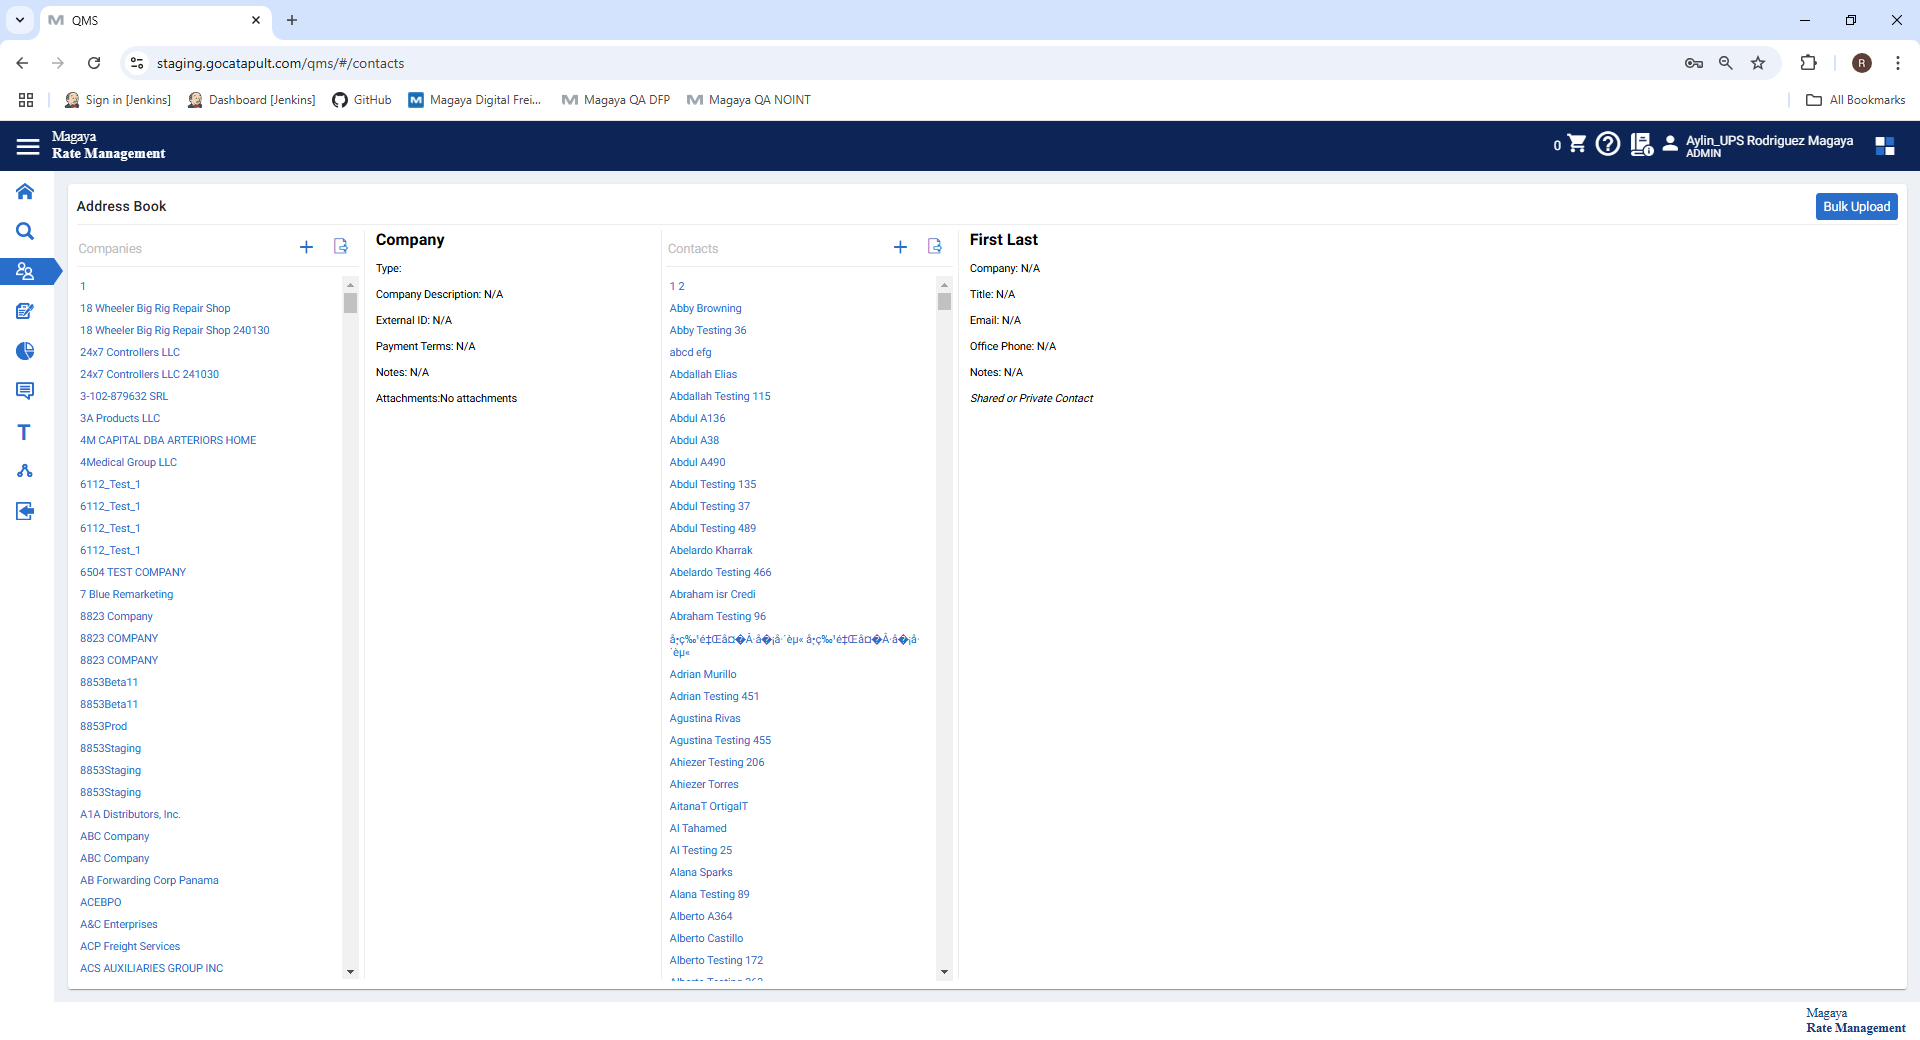 QMS
staging.gocatapult.com/qms/#/contacts
R
Sign in [Jenkins]
Dashboard [Jenkins]
GitHub
Magaya Digital Frei...
Magaya QA DFP
Magaya QA NOINT
All Bookmarks
Magaya
Rate Management
0
Aylin_UPS Rodriguez Magaya
ADMIN
Address Book
Bulk Upload
Companies
1
18 Wheeler Big Rig Repair Shop
18 Wheeler Big Rig Repair Shop 240130
24x7 Controllers LLC
24x7 Controllers LLC 241030
3-102-879632 SRL
3A Products LLC
4M CAPITAL DBA ARTERIORS HOME
4Medical Group LLC
6112_Test_1
6112_Test_1
6112_Test_1
6112_Test_1
6504 TEST COMPANY
7 Blue Remarketing
8823 Company
8823 COMPANY
8823 COMPANY
8853Beta11
8853Beta11
8853Prod
8853Staging
8853Staging
8853Staging
A1A Distributors, Inc.
ABC Company
ABC Company
AB Forwarding Corp Panama
ACEBPO
A&C Enterprises
ACP Freight Services
ACS AUXILIARIES GROUP INC
Company
Type:
Company Description: N/A
External ID: N/A
Payment Terms: N/A
Notes: N/A
Attachments:No attachments
Contacts
1 2
Abby Browning
Abby Testing 36
abcd efg
Abdallah Elias
Abdallah Testing 115
Abdul A136
Abdul A38
Abdul A490
Abdul Testing 135
Abdul Testing 37
Abdul Testing 489
Abelardo Kharrak
Abelardo Testing 466
Abraham isr Credi
Abraham Testing 96
Adrian Murillo
Adrian Testing 451
Agustina Rivas
Agustina Testing 455
Ahiezer Testing 206
Ahiezer Torres
AitanaT OrtigalT
Al Tahamed
Al Testing 25
Alana Sparks
Alana Testing 89
Alberto A364
Alberto Castillo
Alberto Testing 172
First Last
Company: N/A
Title: N/A
Email: N/A
Office Phone: N/A
Notes: N/A
Shared or Private Contact
Magaya
Rate Management